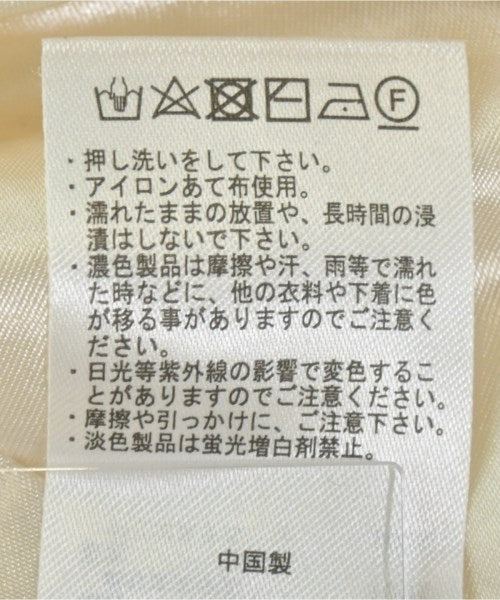 F
・押し洗いをして下さい。
・アイロンあて布使用。
・濡れたままの放置や、長時間の浸
漬はしないで下さい。
・濃色製品は摩擦や汗、雨等で濡れ
た時などに、他の衣料や下着に色
が移る事がありますのでご注意く
ださい。
・日光等紫外線の影響で変色するこ
とがありますのでご注意ください。
・摩擦や引っかけに、ご注意下さい。
・淡色製品は蛍光増白剤禁止。
中国製